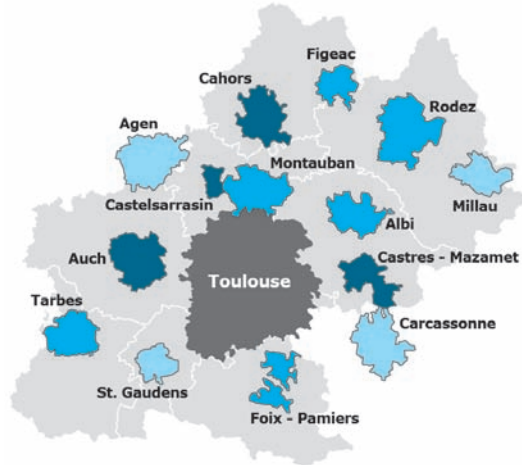 Figeac
Cahors
Rodez
Agen
Montauban
Castelsarrasin
Millau
Albi
Auch
Castres - Mazamet
Toulouse
Tarbes
Carcassonne
St. Gaudens
Foix - Pamiers